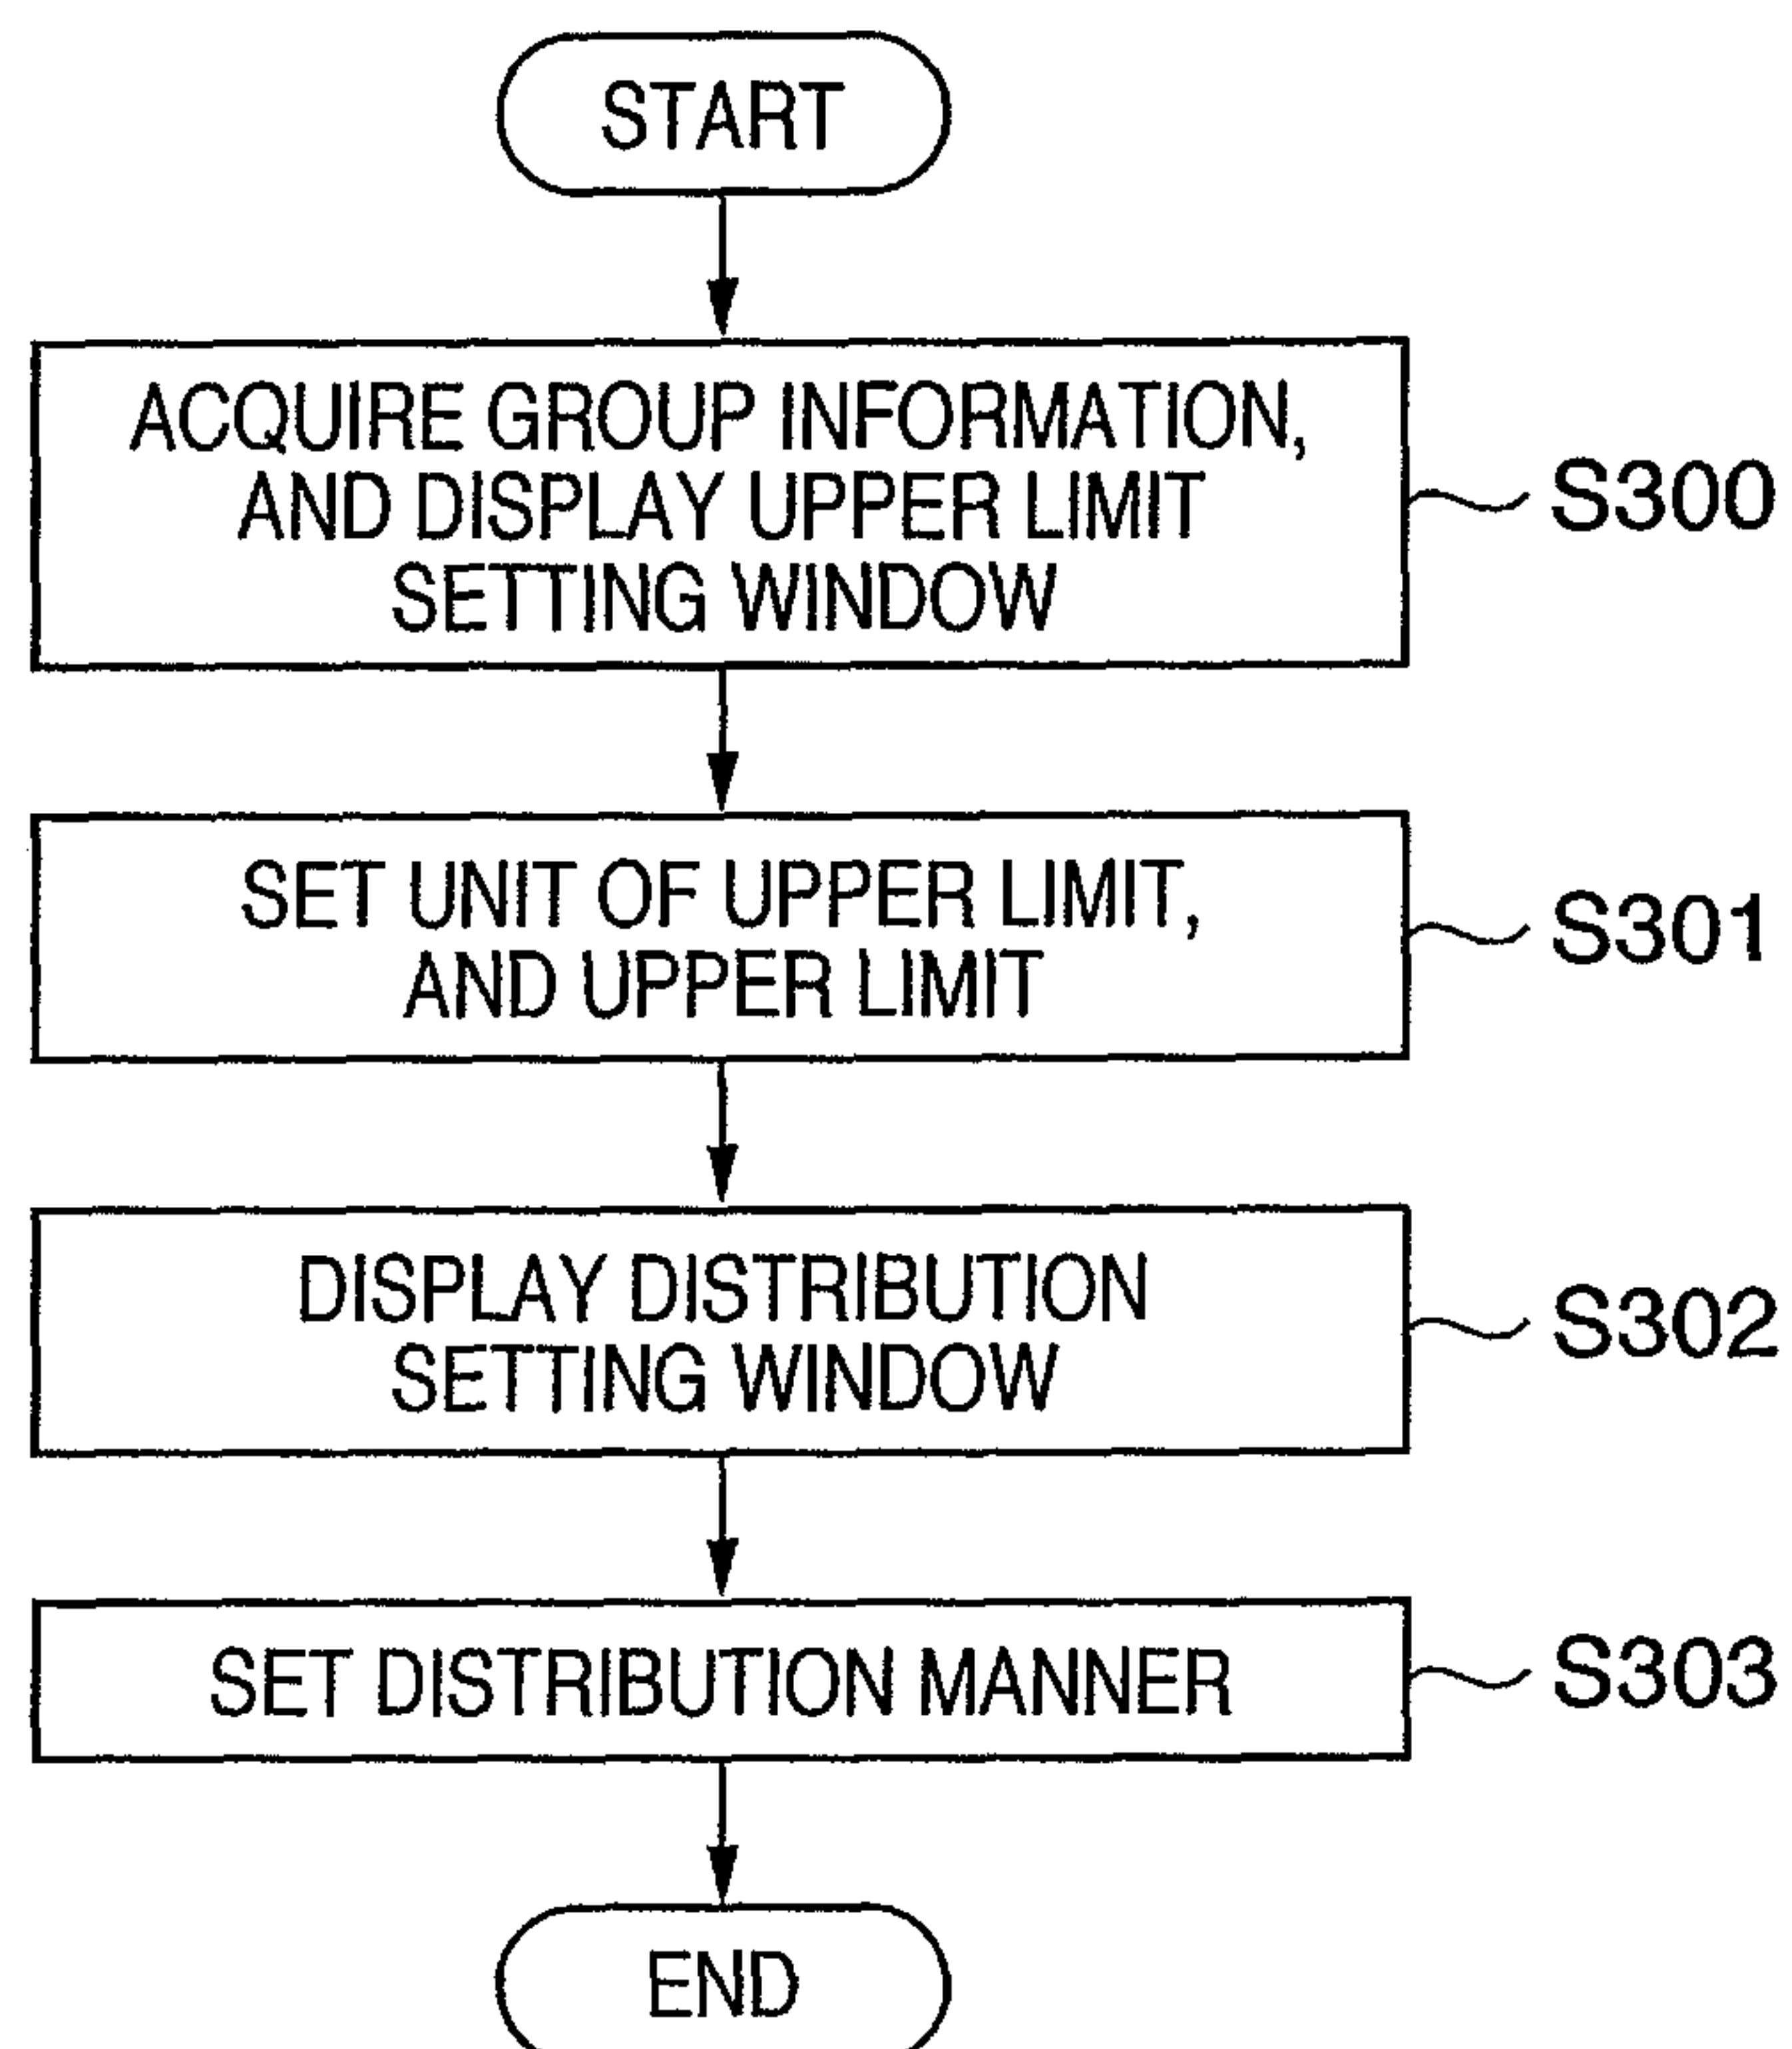 START
ACQUIRE GROUP INFORMATION,
AND DISPLAY UPPER LIMIT
SETTING WINDOW
S300
SET UNIT OF UPPER LIMIT,
AND UPPER LIMIT
S301
DISPLAY DISTRIBUTION
SETTING WINDOW
S302
SET DISTRIBUTION MANNER
S303
END